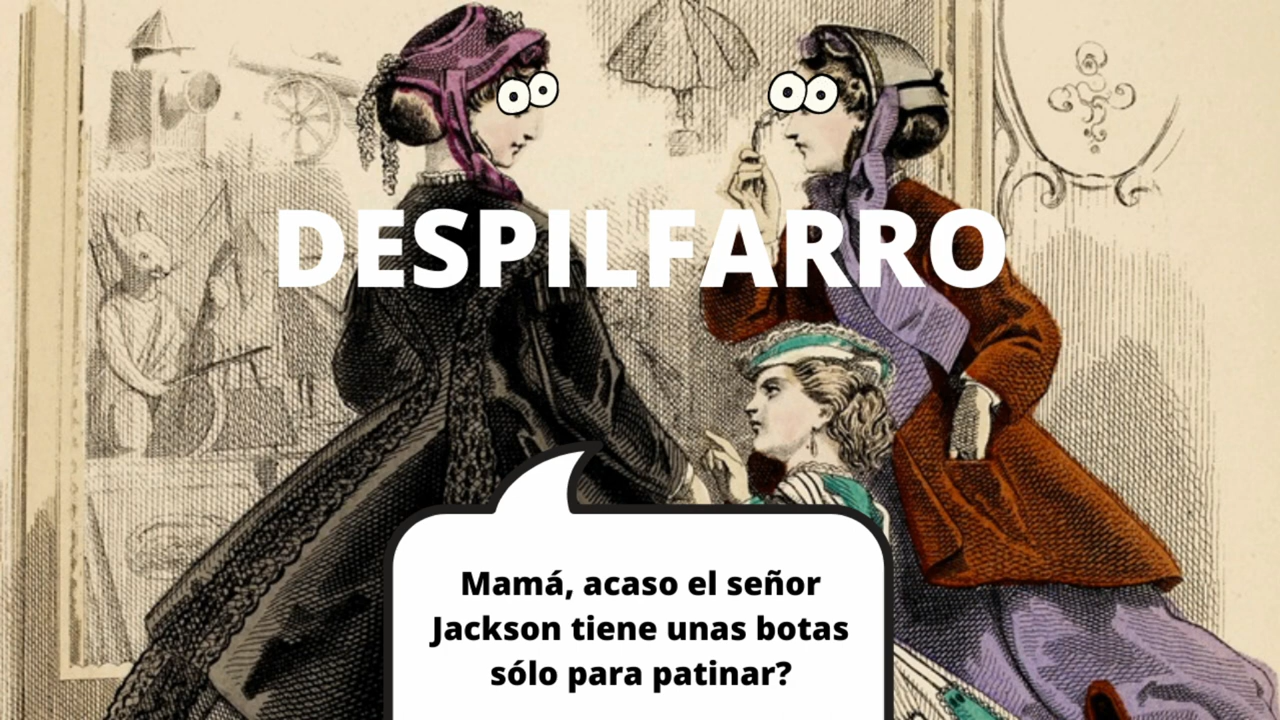 DESPILFARRO
Mamá, acaso el señor
Jackson tiene unas botas
sólo para patinar?